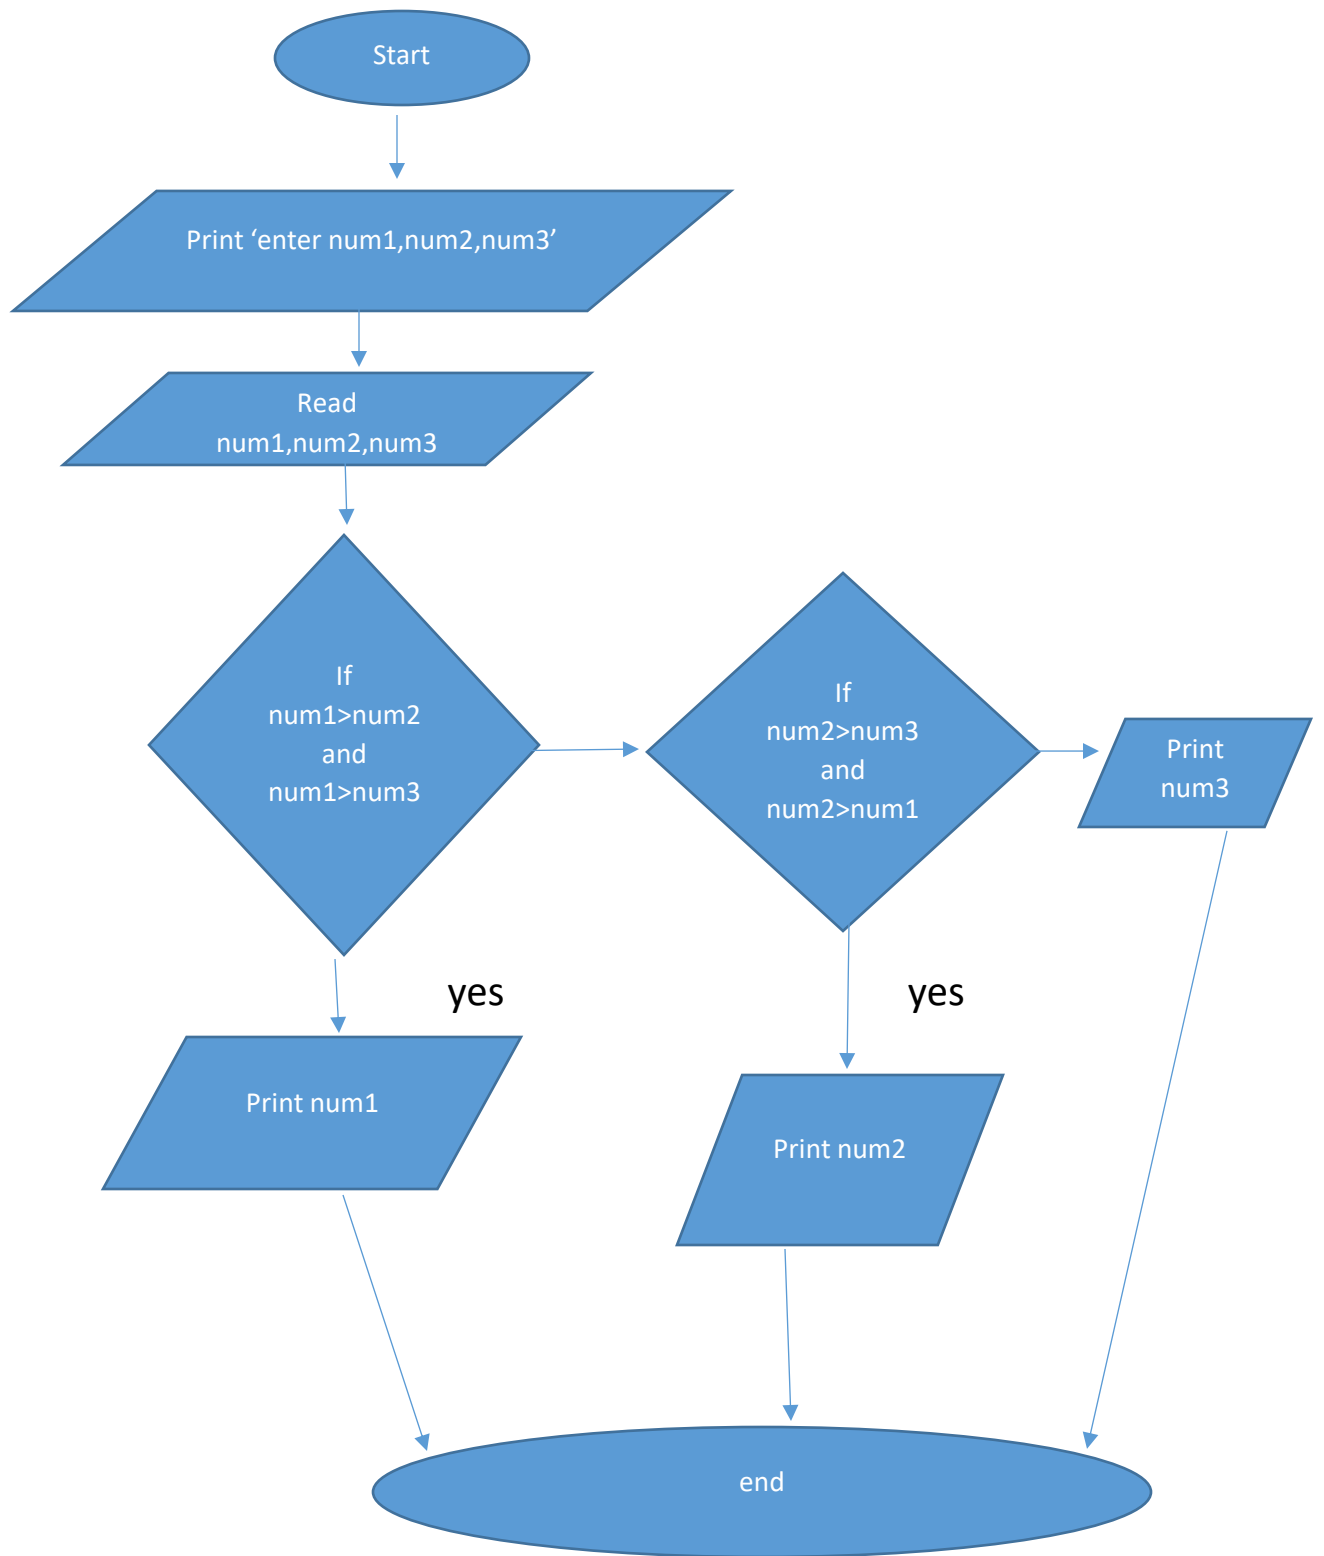 Start
Print ‘enter num1,num2,num3’
Read
num1,num2,num3
If
num1>num2
and
num1>num3
If
num2>num3
and
num2>num1
Print
num3
yes
yes
Print num1
Print num2
end